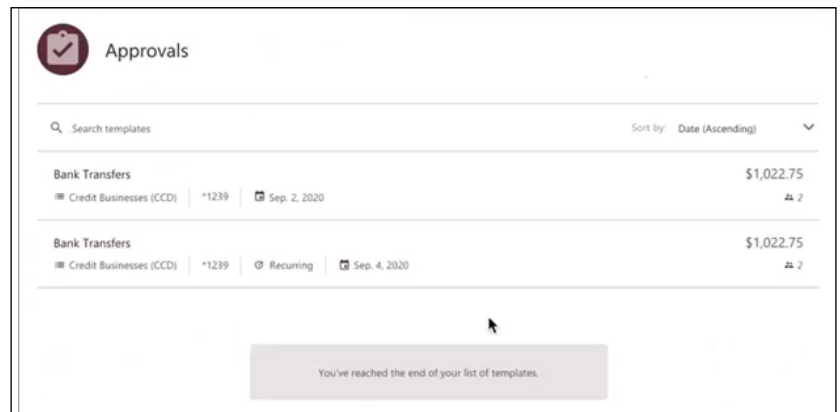 Approvals
Search templates
Sort by: Date (Ascending)
Bank Transfers $1,022.75
Credit Businesses (CCD) *1239 Sep. 2, 2020 2
Bank Transfers $1,022.75
Credit Businesses (CCD) *1239 Recurring Sep. 4, 2020 2
You've reached the end of your list of templates.